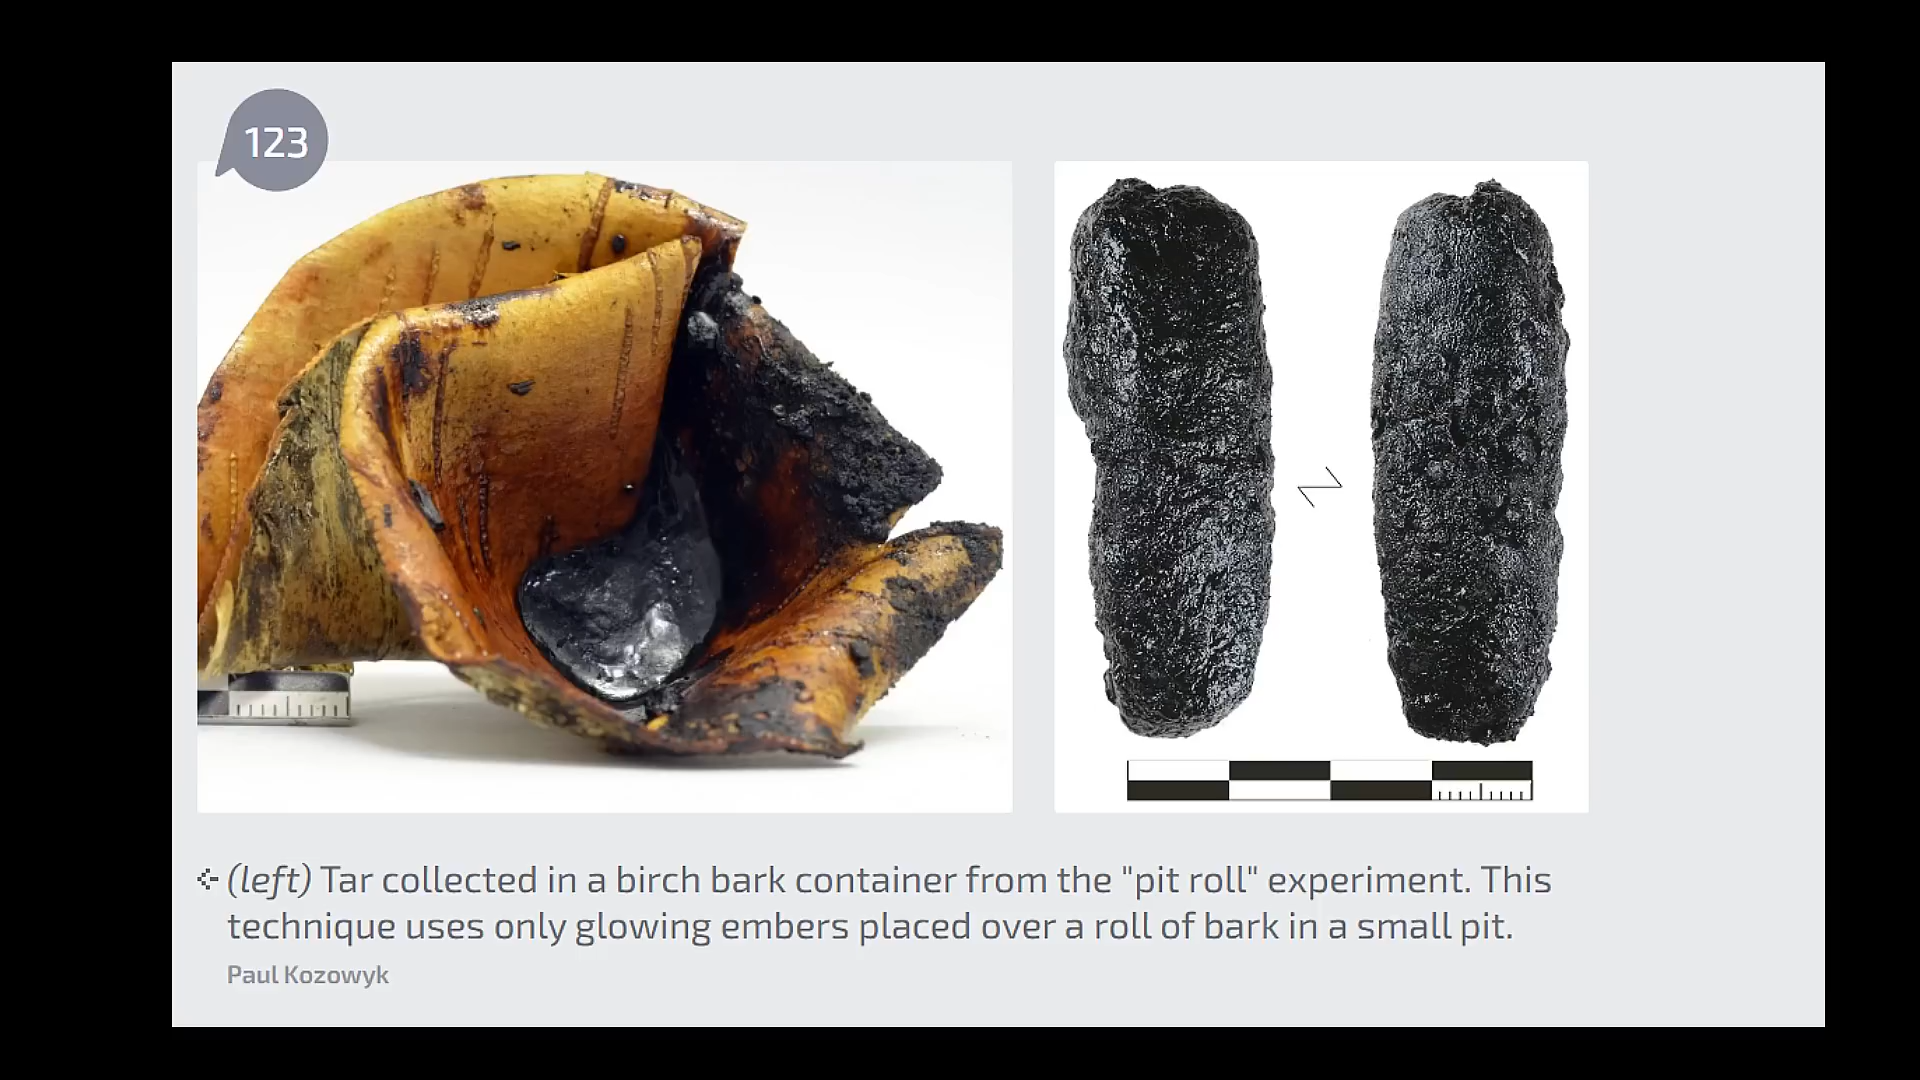 123
(left) Tar collected in a birch bark container from the "pit roll" experiment. This
technique uses only glowing embers placed over a roll of bark in a small pit.
Paul Kozowyk